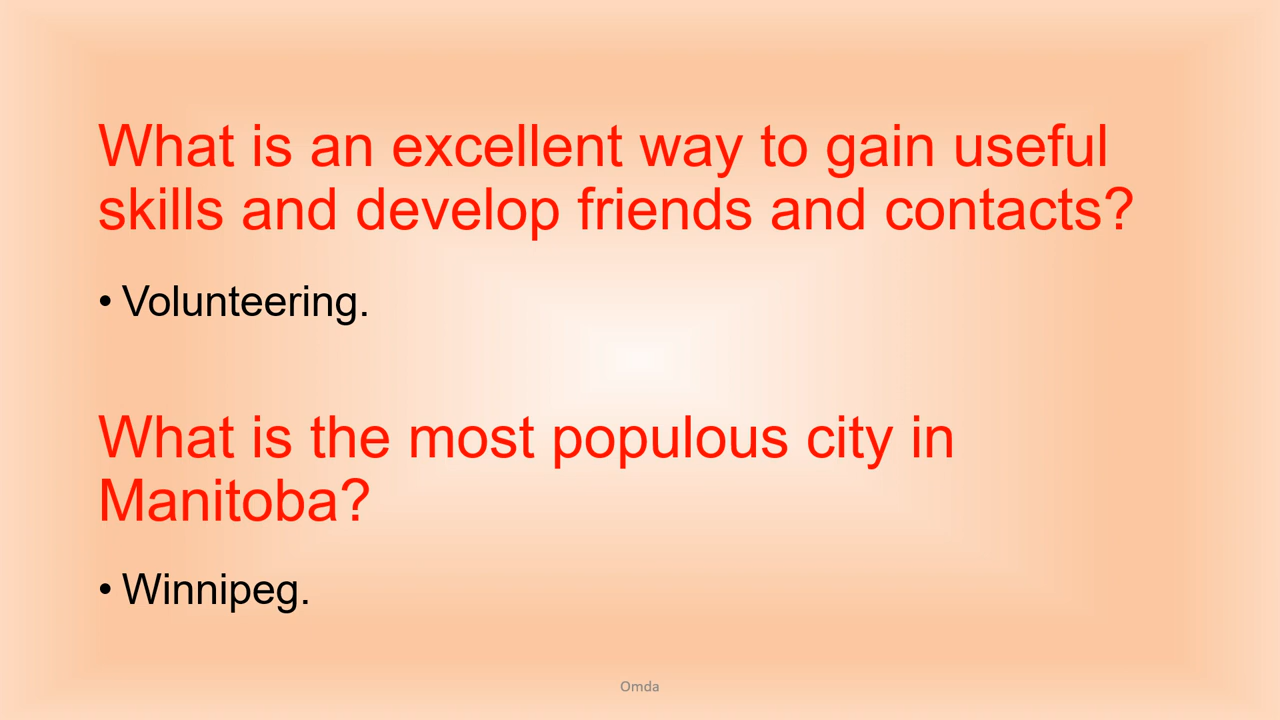 What is an excellent way to gain useful
skills and develop friends and contacts?
• Volunteering.
What is the most populous city in
Manitoba?
• Winnipeg.
Omda